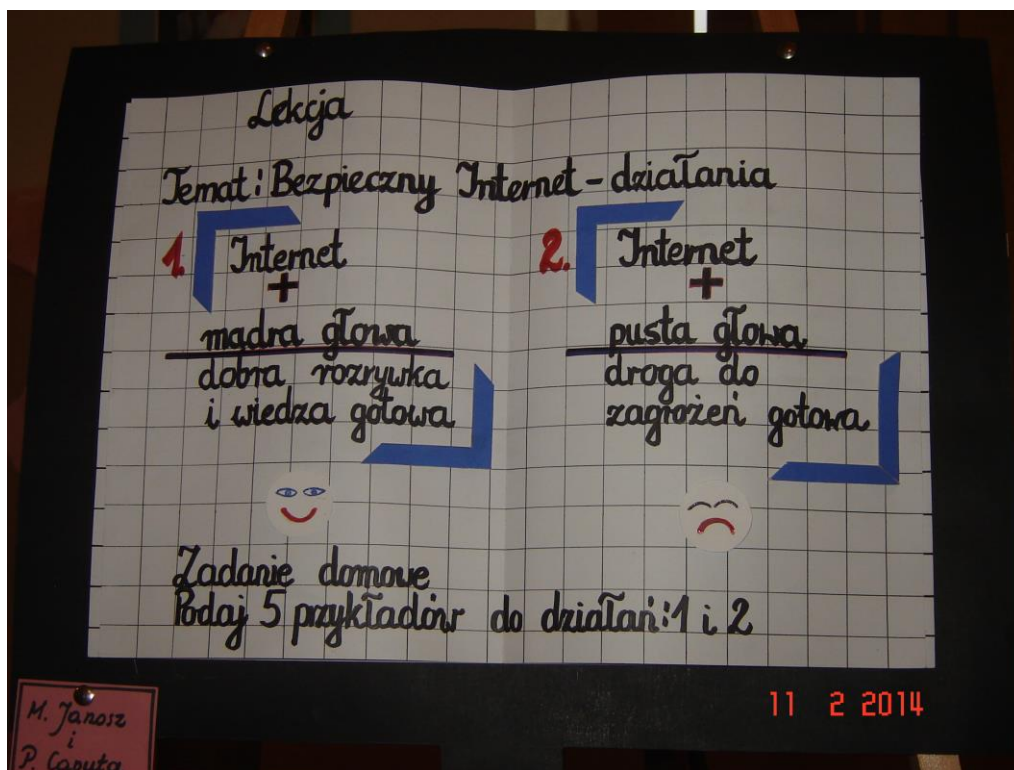 Lekcja
Temat: Bezpieczny Internet - działania
1. Internet
+
mądra głowa
dobra rozrywka
i wiedza gotowa
2. Internet
+
pusta głowa
droga do
zagrożeń gotowa
Zadanie domowe
Podaj 5 przykładów do działań: 1 i 2
11 2 2014
M. Janosz
i
P. Caputa